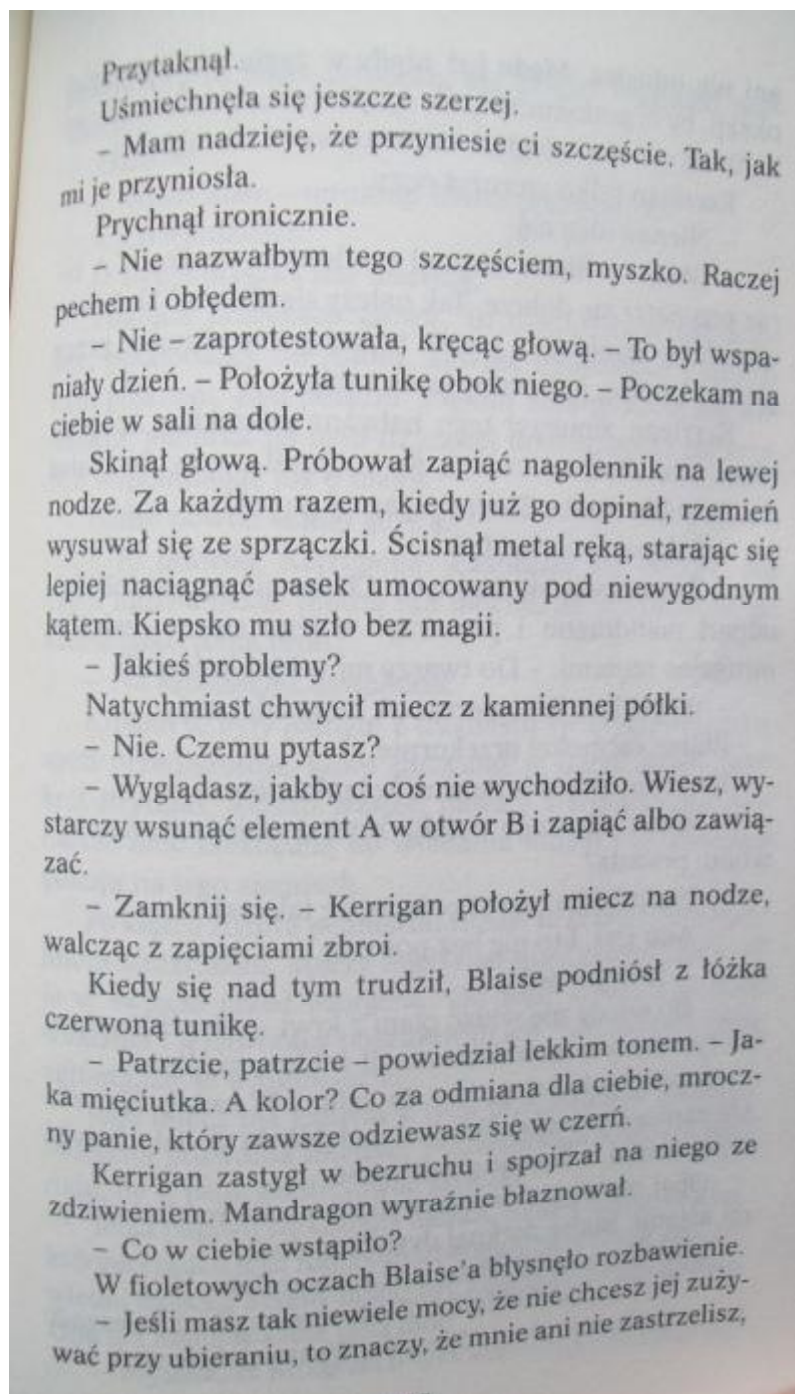 Przytaknął.
Uśmiechnęła się jeszcze szerzej.
– Mam nadzieję, że przyniesie ci szczęście. Tak, jak
mi je przyniosła.
Prychnął ironicznie.
– Nie nazwałbym tego szczęściem, myszko. Raczej
pechem i obłędem.
– Nie – zaprotestowała, kręcąc głową. – To był wspa-
niały dzień. – Położyła tunikę obok niego. – Poczekam na
ciebie w sali na dole.
Skinął głową. Próbował zapiąć nagolennik na lewej
nodze. Za każdym razem, kiedy już go dopinał, rzemień
wysuwał się ze sprzączki. Ścisnął metal ręką, starając się
lepiej naciągnąć pasek umocowany pod niewygodnym
kątem. Kiepsko mu szło bez magii.
– Jakieś problemy?
Natychmiast chwycił miecz z kamiennej półki.
– Nie. Czemu pytasz?
– Wyglądasz, jakby ci coś nie wychodziło. Wiesz, wy-
starczy wsunąć element A w otwór B i zapiąć albo zawią-
zać.
– Zamknij się. – Kerrigan położył miecz na nodze,
walcząc z zapięciami zbroi.
Kiedy się nad tym trudził, Blaise podniósł z łóżka
czerwoną tunikę.
– Patrzcie, patrzcie – powiedział lekkim tonem. – Ja-
ka mięciutka. A kolor? Co za odmiana dla ciebie, mrocz-
ny panie, który zawsze odziewasz się w czerń.
Kerrigan zastygł w bezruchu i spojrzał na niego ze
zdziwieniem. Mandragon wyraźnie błaznował.
– Co w ciebie wstąpiło?
W fioletowych oczach Blaise'a błysnęło rozbawienie.
– Jeśli masz tak niewiele mocy, że nie chcesz jej zuży-
wać przy ubieraniu, to znaczy, że mnie ani nie zastrzelisz,